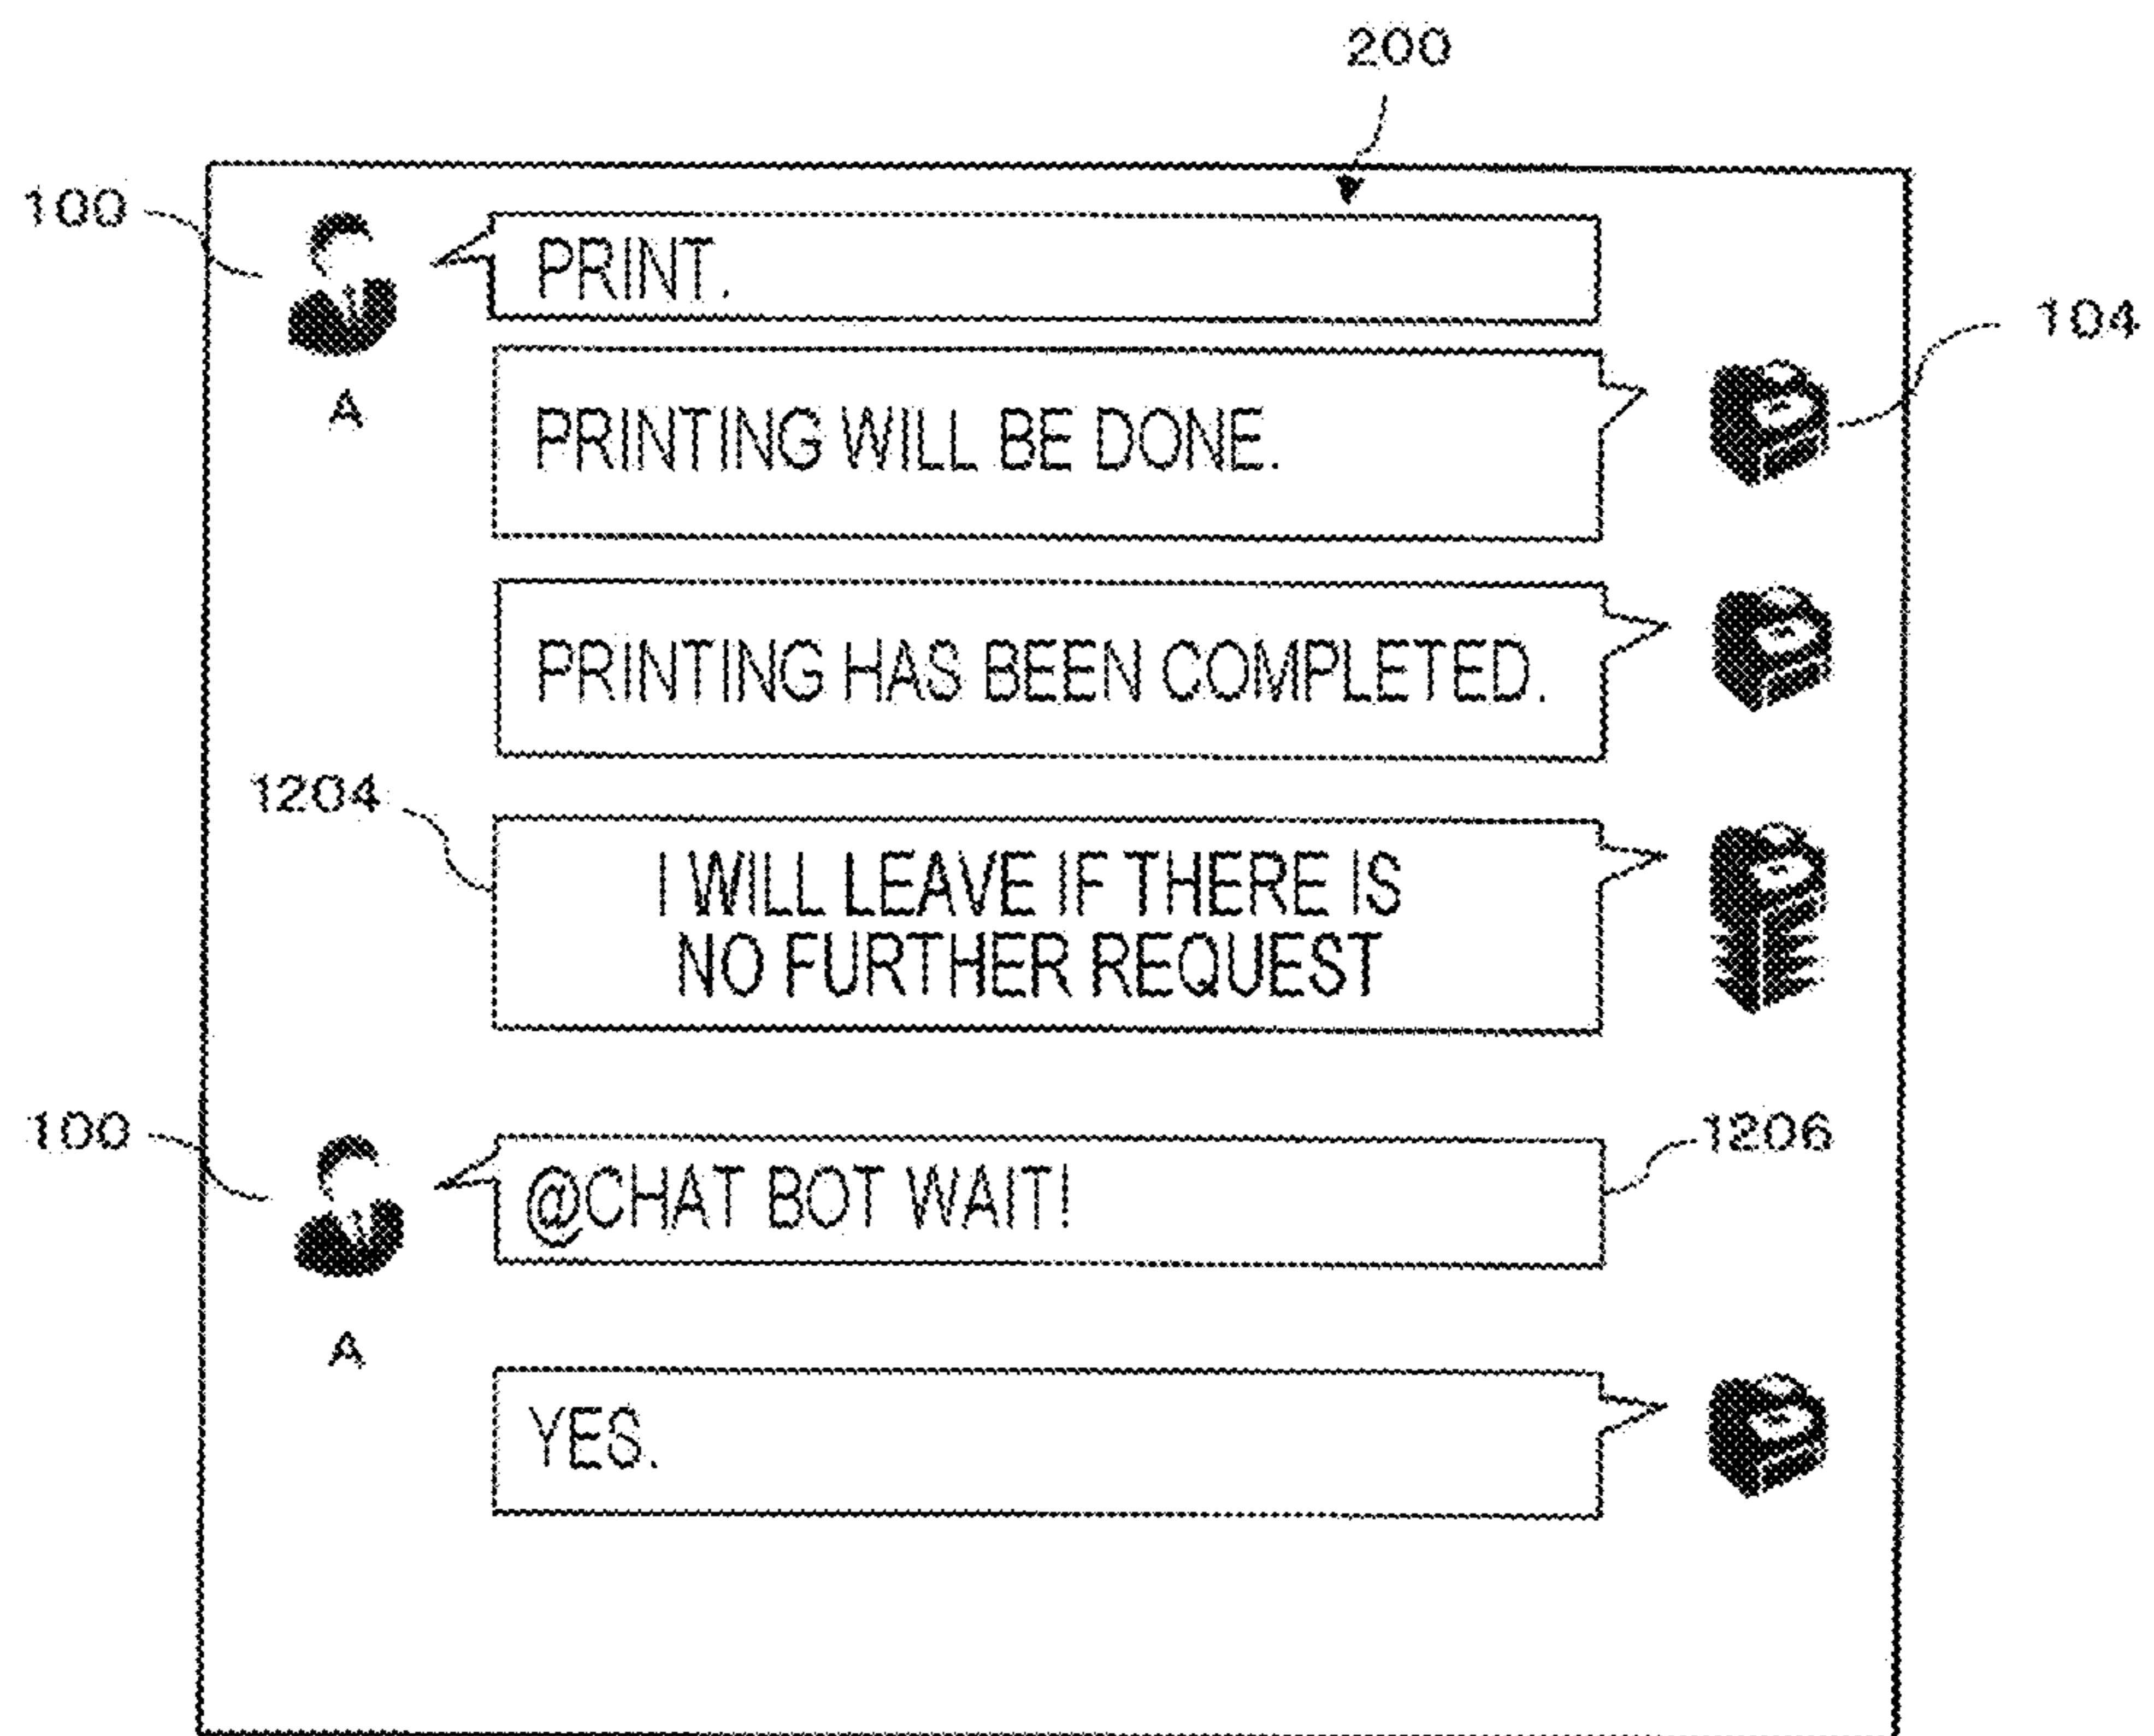 200
100
PRINT.
104
A
PRINTING WILL BE DONE.
PRINTING HAS BEEN COMPLETED.
1204
I WILL LEAVE IF THERE IS
NO FURTHER REQUEST
100
1206
@CHAT BOT WAIT!
A
YES.